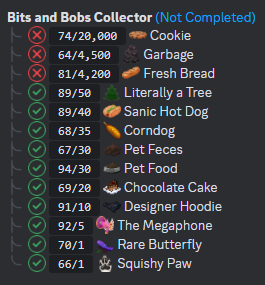 Bits and Bobs Collector (Not Completed)
74/20,000 Cookie
64/4,500 Garbage
81/4,200 Fresh Bread
89/50 Literally a Tree
89/40 Sanic Hot Dog
68/35 Corndog
67/30 Pet Feces
94/30 Pet Food
69/20 Chocolate Cake
91/10 Designer Hoodie
92/5 The Megaphone
70/1 Rare Butterfly
66/1 Squishy Paw